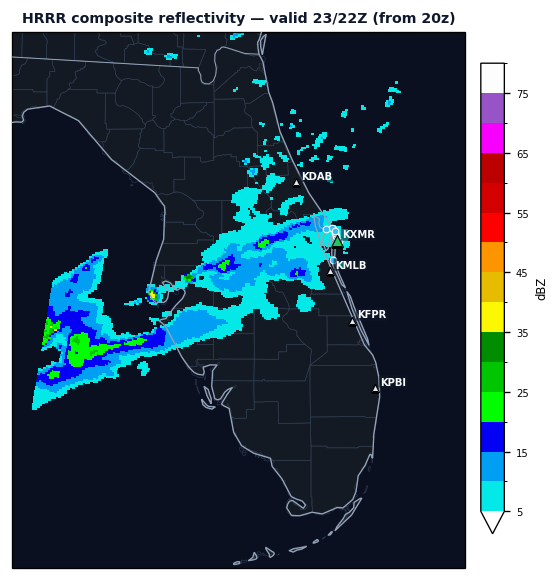 HRRR composite reflectivity — valid 23/22Z (from 20z)
KDAB
KXMR
KMLB
KFPR
KPBI
75
65
55
45
35
25
15
5
dBZ